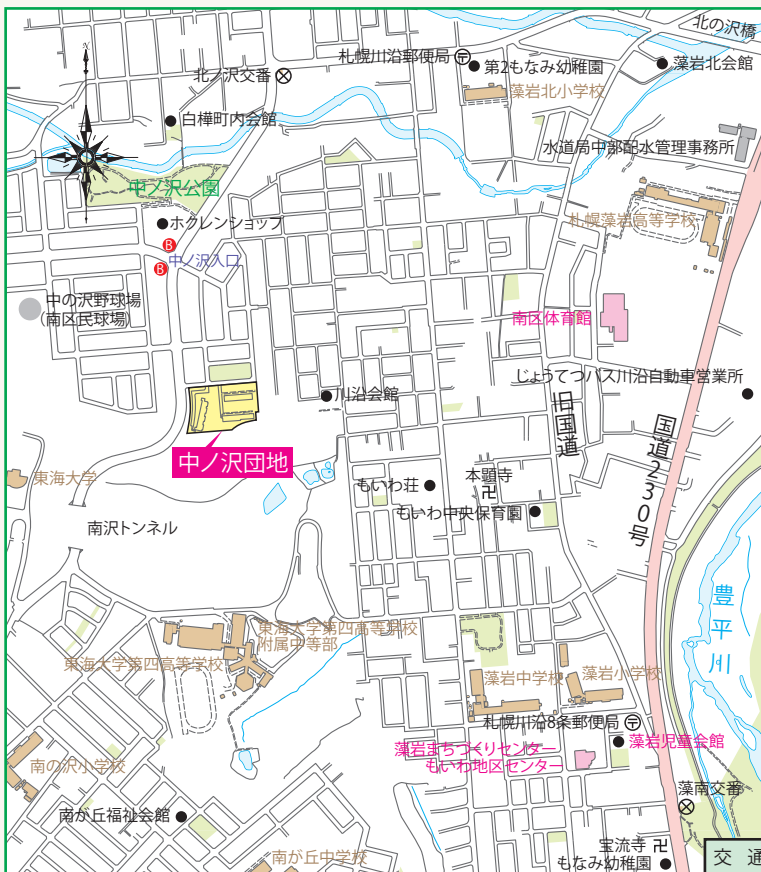 北の沢橋
札幌川沿郵便局
第2もなみ幼稚園
藻岩北会館
北ノ沢交番
藻岩北小学校
白樺町内会館
水道局中部配水管理事務所
中ノ沢公園
ホクレンショップ
札幌藻岩高等学校
B
中ノ沢入口
B
中の沢野球場
(南区民球場)
南区体育館
じょうてつバス川沿自動車営業所
川沿会館
旧国道
国道230号
中ノ沢団地
東海大学
もいわ荘
本顕寺
卍
もいわ中央保育園
南沢トンネル
豊平川
東海大学第四高等学校
附属中等部
東海大学第四高等学校
藻岩中学校
藻岩小学校
札幌川沿8条郵便局
藻岩まちづくりセンター
もいわ地区センター
藻岩児童会館
南の沢小学校
藻南交番
南が丘福祉会館
宝流寺 卍
もなみ幼稚園
南が丘中学校
交 通